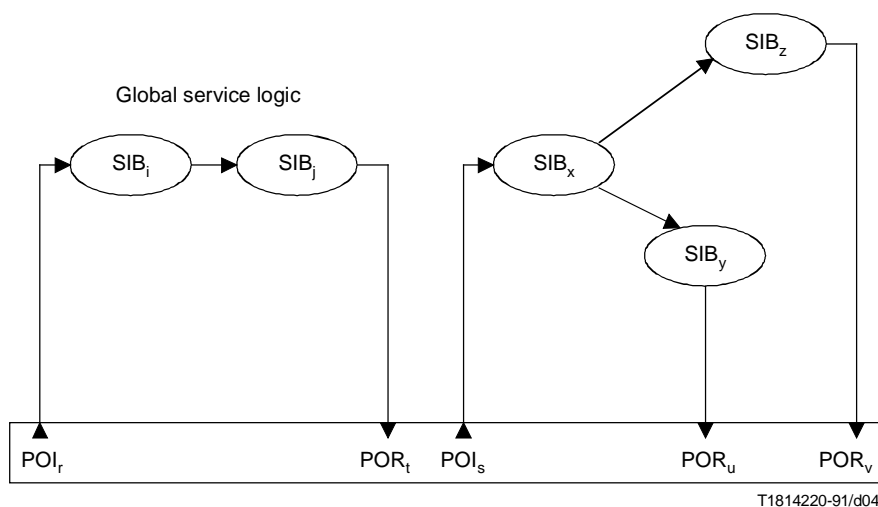 SIBz
Global service logic
SIBi
SIBj
SIBx
SIBy
POIr
PORt
POIs
PORu
PORv
T1814220-91/d04